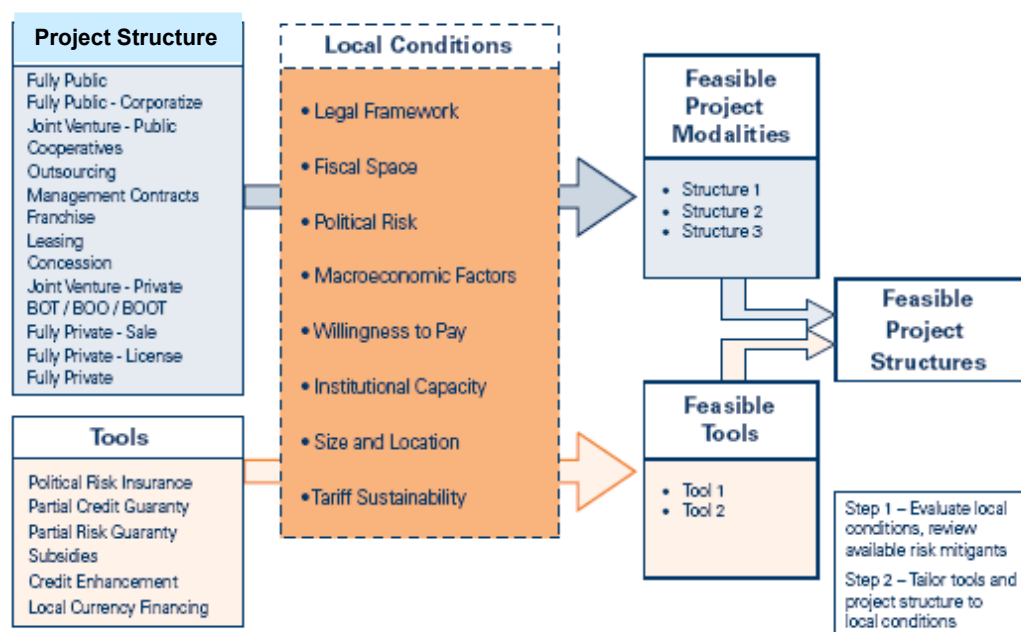 Project Structure
Fully Public
Fully Public - Corporatize
Joint Venture - Public
Cooperatives
Outsourcing
Management Contracts
Franchise
Leasing
Concession
Joint Venture - Private
BOT / BOO / BOOT
Fully Private - Sale
Fully Private - License
Fully Private
Tools
Political Risk Insurance
Partial Credit Guaranty
Partial Risk Guaranty
Subsidies
Credit Enhancement
Local Currency Financing
Local Conditions
• Legal Framework
• Fiscal Space
• Political Risk
• Macroeconomic Factors
• Willingness to Pay
• Institutional Capacity
• Size and Location
• Tariff Sustainability
Feasible
Project
Modalities
• Structure 1
• Structure 2
• Structure 3
Feasible
Tools
• Tool 1
• Tool 2
Feasible
Project
Structures
Step 1 – Evaluate local
conditions, review
available risk mitigants
Step 2 – Tailor tools and
project structure to
local conditions